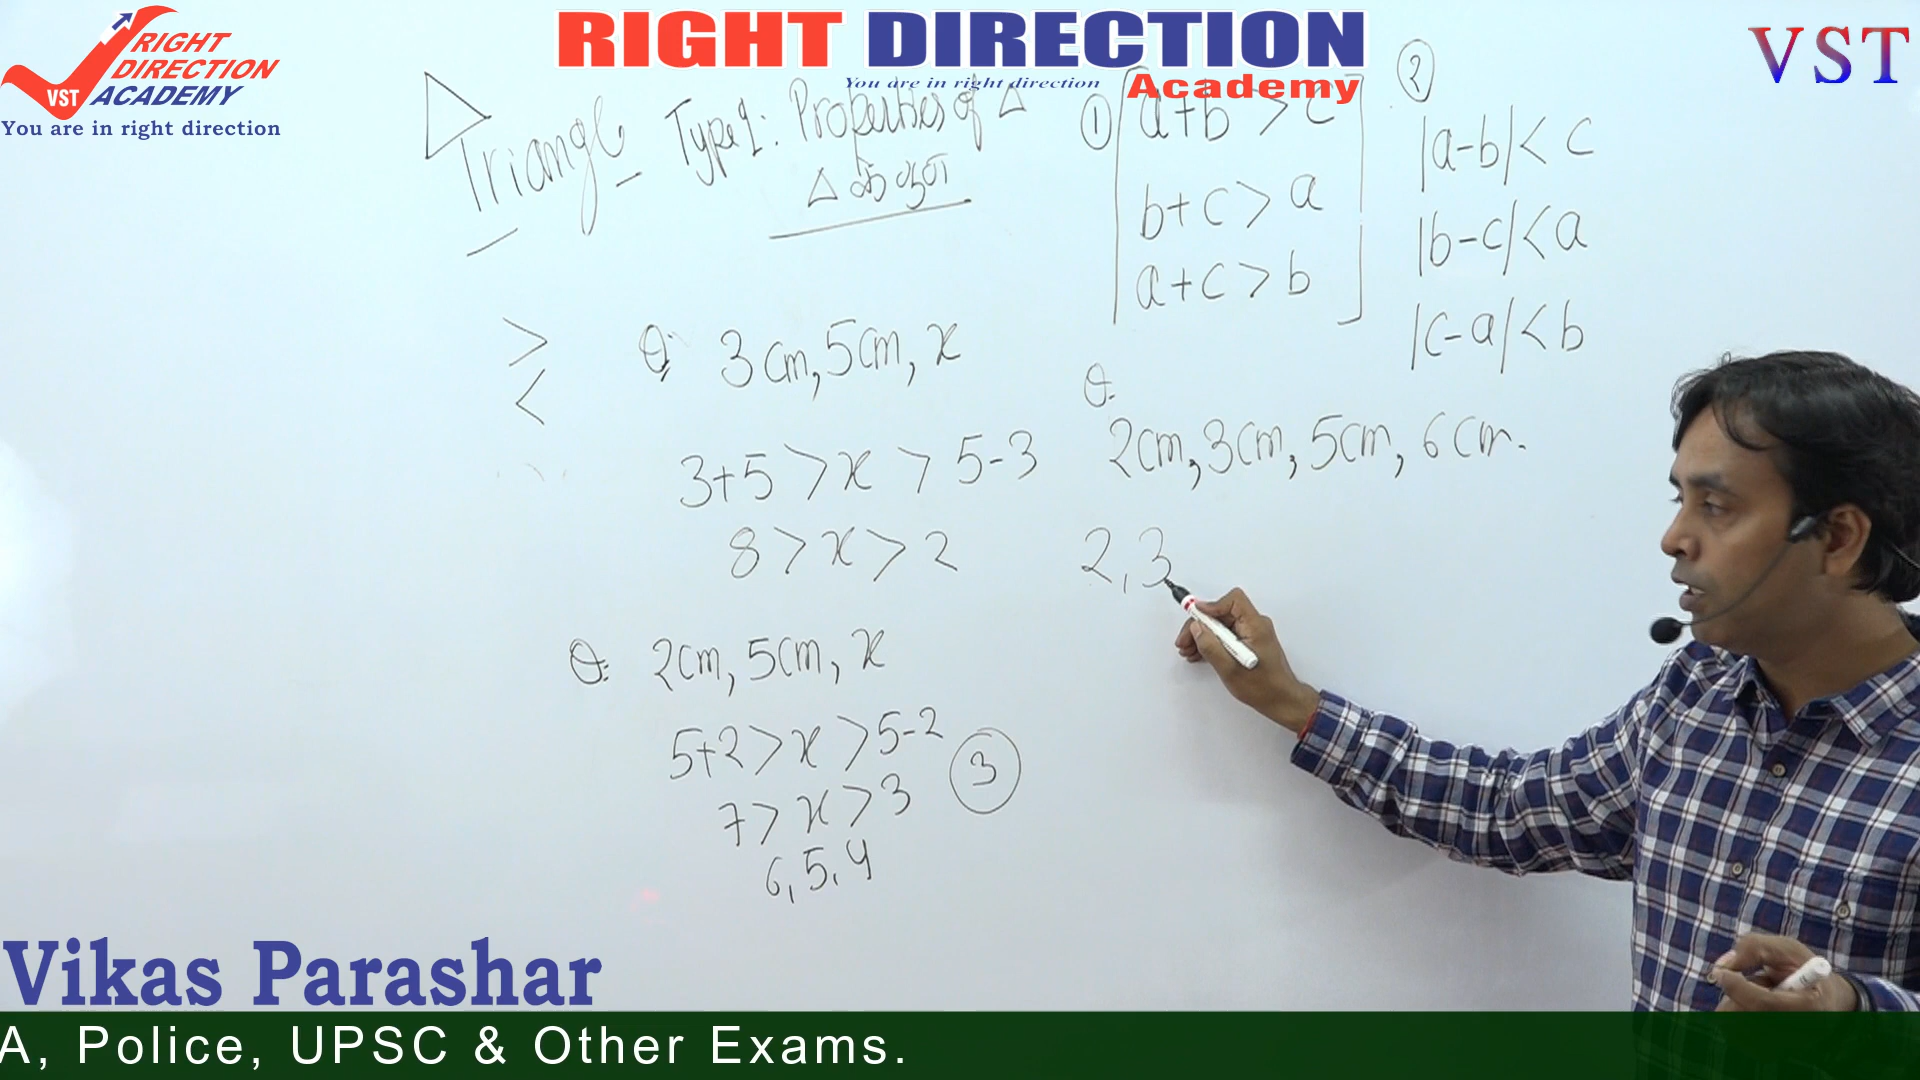 RIGHT
DIRECTION
VST ACADEMY
You are in right direction
RIGHT DIRECTION
You are in right direction Academy
VST
Triangle Type 1: Properties of Δ
Δ के गुण
① a+b > c
b+c > a
a+c > b
②
|a-b| < c
|b-c| < a
|c-a| < b
>
<
Q: 3cm, 5cm, x
3+5 > x > 5-3
8 > x > 2
Q: 2cm, 5cm, x
5+2 > x > 5-2
7 > x > 3 ③
6, 5, 4
Q.
2cm, 3cm, 5cm, 6cm.
2, 3
Vikas Parashar
A, Police, UPSC & Other Exams.